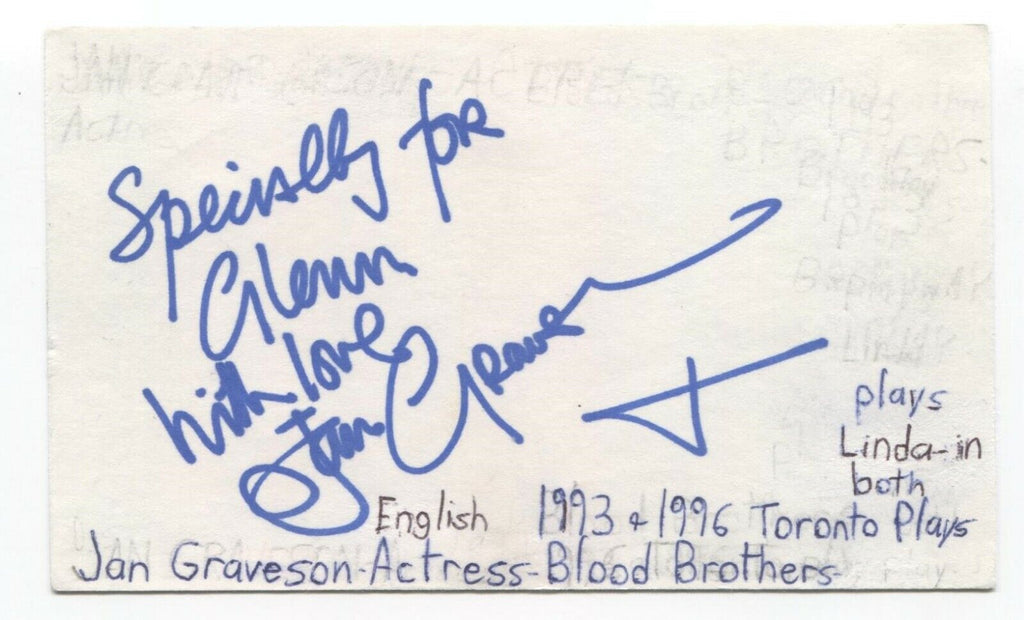 Specially for
Glenn
with love
Jan Graves
plays
Linda-in
both
English 1993 & 1996 Toronto Plays
Jan Graveson-Actress-Blood Brothers-